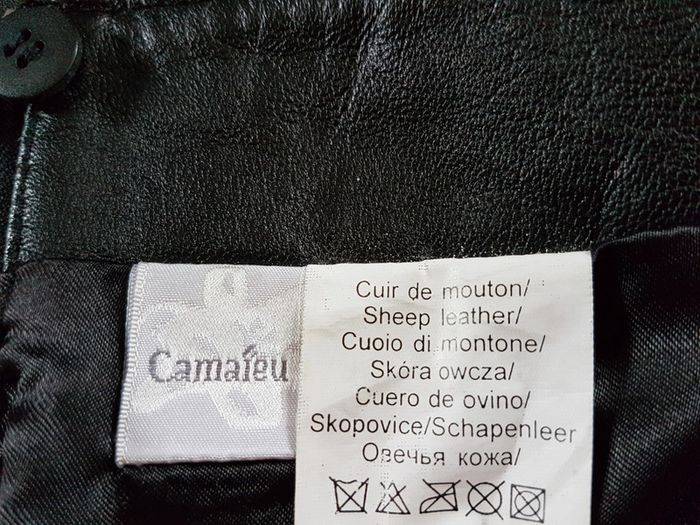 Camaïeu
Cuir de mouton/
Sheep leather/
Cuoio di montone/
Skóra owcza/
Cuero de ovino/
Skopovice/Schapenleer
Овечья кожа/